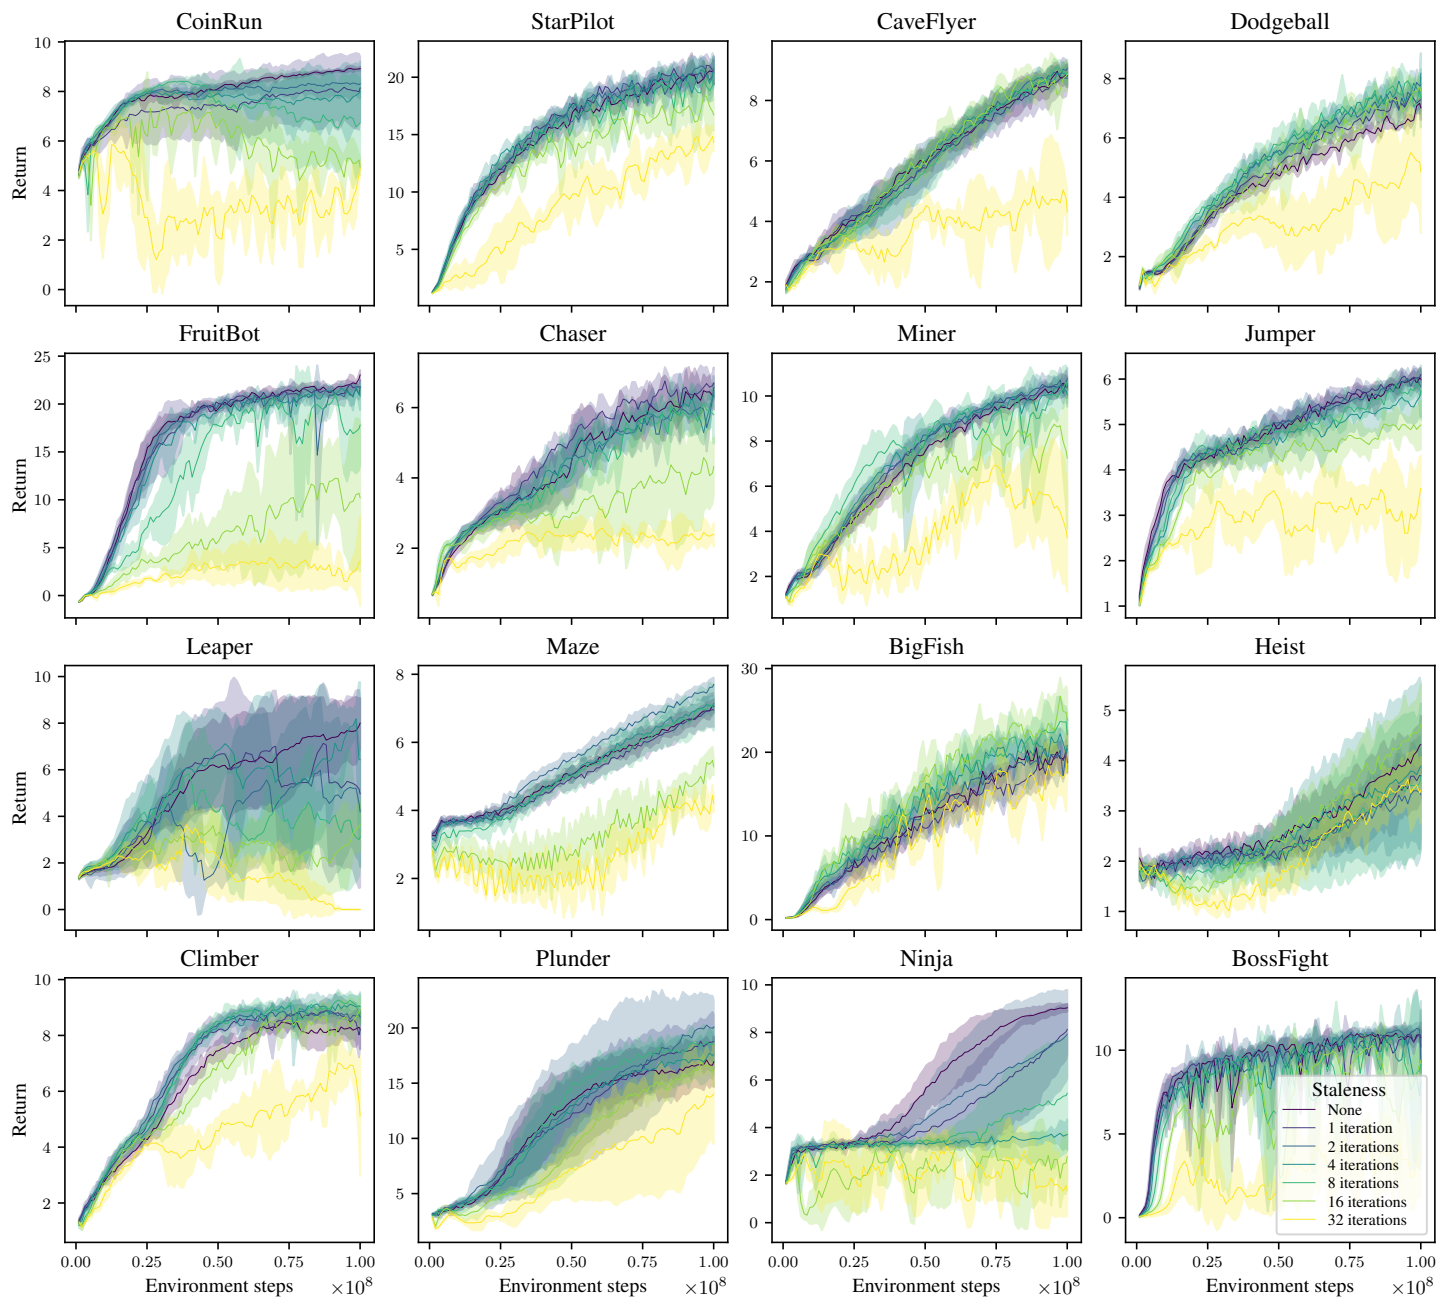 CoinRun
StarPilot
CaveFlyer
Dodgeball
10
8
6
4
2
0
Return
20
15
10
5
8
6
4
2
8
6
4
2
FruitBot
Chaser
Miner
Jumper
25
20
15
10
5
0
Return
6
4
2
10
8
6
4
2
6
5
4
3
2
1
Leaper
Maze
BigFish
Heist
10
8
6
4
2
0
Return
8
6
4
2
30
20
10
0
5
4
3
2
1
Climber
Plunder
Ninja
BossFight
10
8
6
4
2
Return
20
15
10
5
10
8
6
4
2
0
10
5
0
Staleness
None
1 iteration
2 iterations
4 iterations
8 iterations
16 iterations
32 iterations
0.00 0.25 0.50 0.75 1.00
0.00 0.25 0.50 0.75 1.00
0.00 0.25 0.50 0.75 1.00
0.00 0.25 0.50 0.75 1.00
Environment steps ×10⁸
Environment steps ×10⁸
Environment steps ×10⁸
Environment steps ×10⁸